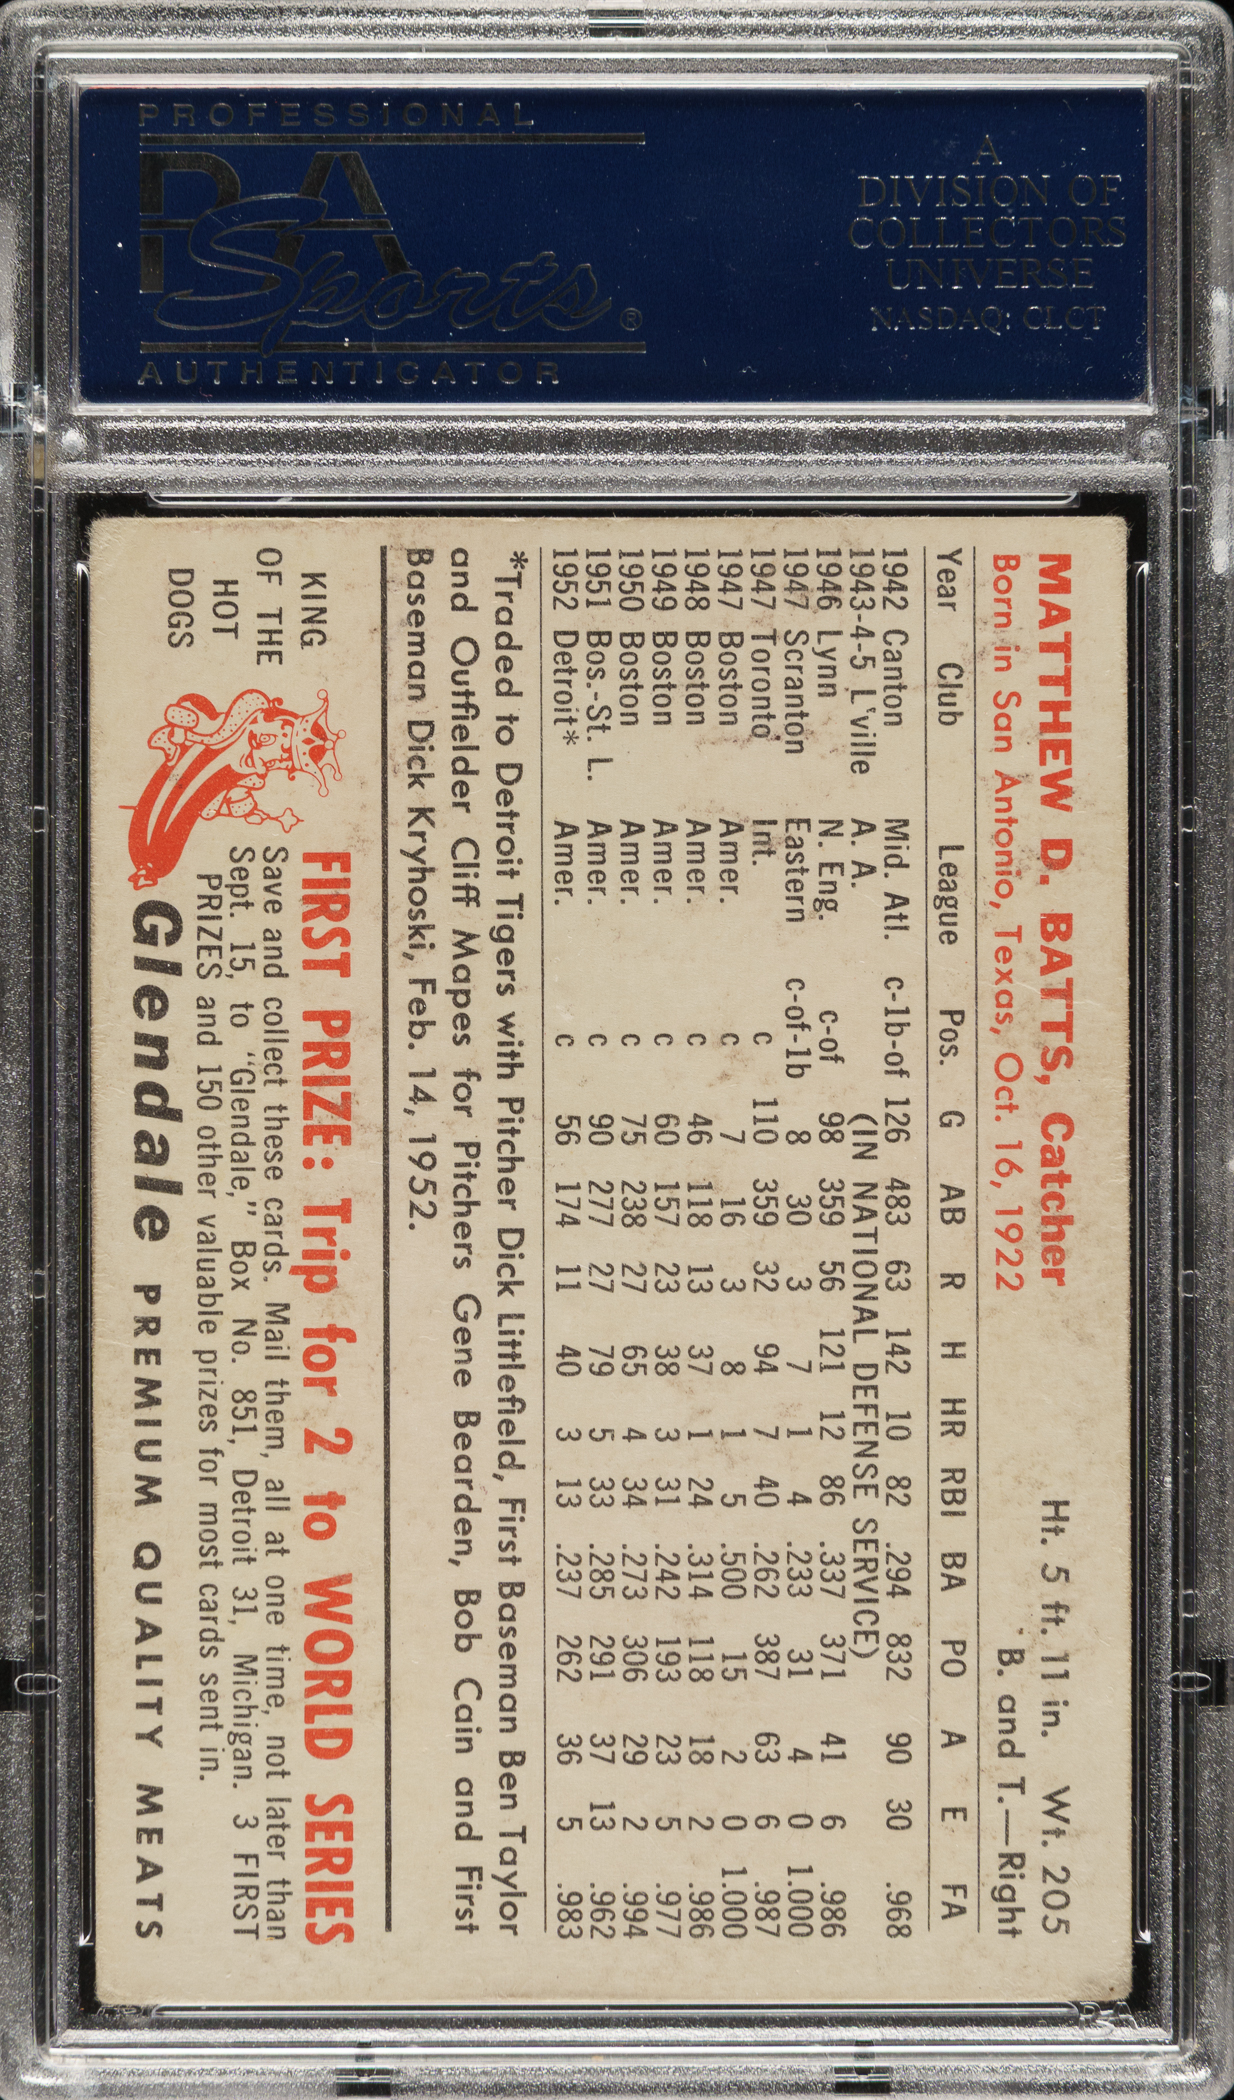 PROFESSIONAL
PSA
Sports®
AUTHENTICATOR
A
DIVISION OF
COLLECTORS
UNIVERSE
NASDAQ: CLCT
MATTHEW D. BATTS, Catcher Ht. 5 ft. 11 in. Wt. 205
Born in San Antonio, Texas, Oct. 16, 1922 B. and T.—Right
Year Club League Pos. G AB R H HR RBI BA PO A E FA
1942 Canton Mid. Atl. c-1b-of 126 483 63 142 10 82 .294 832 90 30 .968
1943-4-5 L'ville A. A. (IN NATIONAL DEFENSE SERVICE)
1946 Lynn N. Eng. c-of 98 359 56 121 12 86 .337 371 41 6 .986
1947 Scranton Eastern c-of-1b 8 30 3 7 1 4 .233 31 4 0 1.000
1947 Toronto Int. c 110 359 32 94 7 40 .262 387 63 6 .987
1947 Boston Amer. c 7 16 3 8 1 5 .500 15 2 0 1.000
1948 Boston Amer. c 46 118 13 37 1 24 .314 118 18 2 .986
1949 Boston Amer. c 60 157 23 38 3 31 .242 193 23 5 .977
1950 Boston Amer. c 75 238 27 65 4 34 .273 306 29 2 .994
1951 Bos.-St. L. Amer. c 90 277 27 79 5 33 .285 291 37 13 .962
1952 Detroit* Amer. c 56 174 11 40 3 13 .237 262 36 5 .983
*Traded to Detroit Tigers with Pitcher Dick Littlefield, First Baseman Ben Taylor
and Outfielder Cliff Mapes for Pitchers Gene Bearden, Bob Cain and First
Baseman Dick Kryhoski, Feb. 14, 1952.
KING
OF THE
HOT
DOGS
FIRST PRIZE: Trip for 2 to WORLD SERIES
Save and collect these cards. Mail them, all at one time, not later than
Sept. 15, to "Glendale," Box No. 851, Detroit 31, Michigan. 3 FIRST
PRIZES and 150 other valuable prizes for most cards sent in.
Glendale PREMIUM QUALITY MEATS
PSA